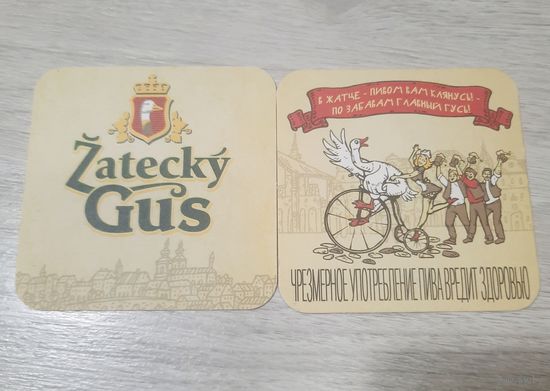 Žatecký
Gus
В ЖАТЦЕ - ПИВОМ ВАМ КЛЯНУСЬ! -
ПО ЗАБАВАМ ГЛАВНЫЙ ГУСЬ!
ЧРЕЗМЕРНОЕ УПОТРЕБЛЕНИЕ ПИВА ВРЕДИТ ЗДОРОВЬЮ